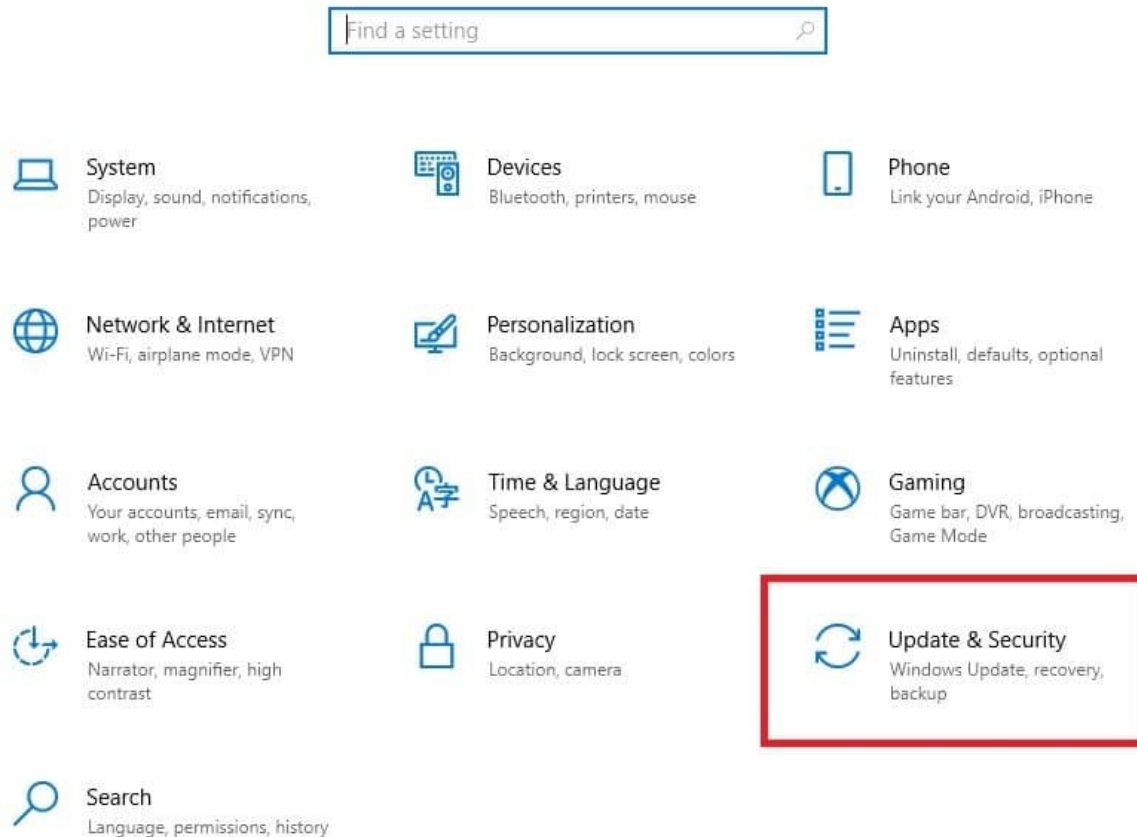 Find a setting
System
Display, sound, notifications,
power
Devices
Bluetooth, printers, mouse
Phone
Link your Android, iPhone
Network & Internet
Wi-Fi, airplane mode, VPN
Personalization
Background, lock screen, colors
Apps
Uninstall, defaults, optional
features
Accounts
Your accounts, email, sync,
work, other people
Time & Language
Speech, region, date
Gaming
Game bar, DVR, broadcasting,
Game Mode
Ease of Access
Narrator, magnifier, high
contrast
Privacy
Location, camera
Update & Security
Windows Update, recovery,
backup
Search
Language, permissions, history